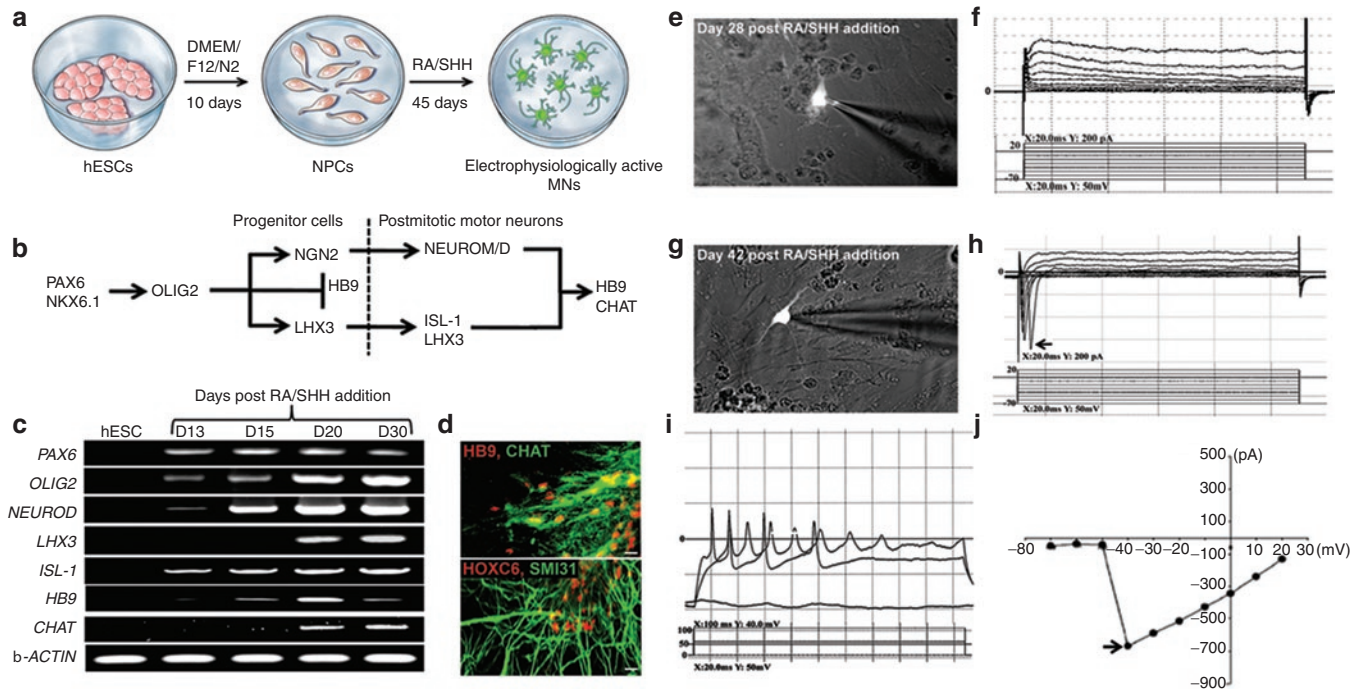 a
DMEM/
F12/N2
10 days
RA/SHH
45 days
hESCs
NPCs
Electrophysiologically active
MNs
b
Progenitor cells
Postmitotic motor neurons
PAX6
NKX6.1
OLIG2
NGN2
HB9
LHX3
NEUROM/D
ISL-1
LHX3
HB9
CHAT
c
Days post RA/SHH addition
hESC D13 D15 D20 D30
PAX6
OLIG2
NEUROD
LHX3
ISL-1
HB9
CHAT
b-ACTIN
d
HB9, CHAT
HOXC6, SMI31
e
Day 28 post RA/SHH addition
f
0
X:20.0ms Y: 200 pA
20
-70
X:20.0ms Y: 50mV
g
Day 42 post RA/SHH addition
h
0
X:20.0ms Y: 200 pA
20
-70
X:20.0ms Y: 50mV
i
0
X:100 ms Y: 40.0 mV
100
50
0
X:20.0ms Y: 50mV
j
500 (pA)
300
100
–80 –40 –30 –20 –10 0 10 20 30 (mV)
–100
–300
–500
–700
–900